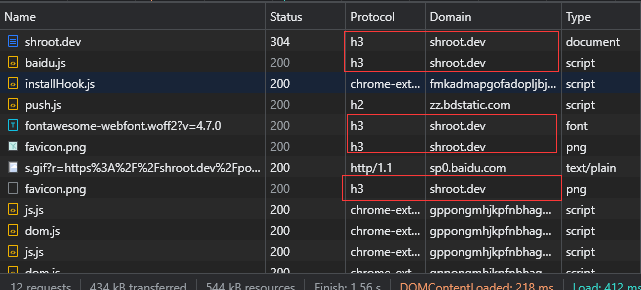 Name Status Protocol Domain Type
shroot.dev 304 h3 shroot.dev document
baidu.js 200 h3 shroot.dev script
installHook.js 200 chrome-ext… fmkadmapgofadopljbj… script
push.js 200 h2 zz.bdstatic.com script
fontawesome-webfont.woff2?v=4.7.0 200 h3 shroot.dev font
favicon.png 200 h3 shroot.dev png
s.gif?r=https%3A%2F%2Fshroot.dev%2Fpo… 200 http/1.1 sp0.baidu.com text/plain
favicon.png 200 h3 shroot.dev png
js.js 200 chrome-ext… gppongmhjkpfnbhag… script
dom.js 200 chrome-ext… gppongmhjkpfnbhag… script
js.js 200 chrome-ext… gppongmhjkpfnbhag… script
dom.js 200 chrome-ext… gppongmhjkpfnbhag… script
12 requests 434 kB transferred 544 kB resources Finish: 1.56 s DOMContentLoaded: 218 ms Load: 412 ms